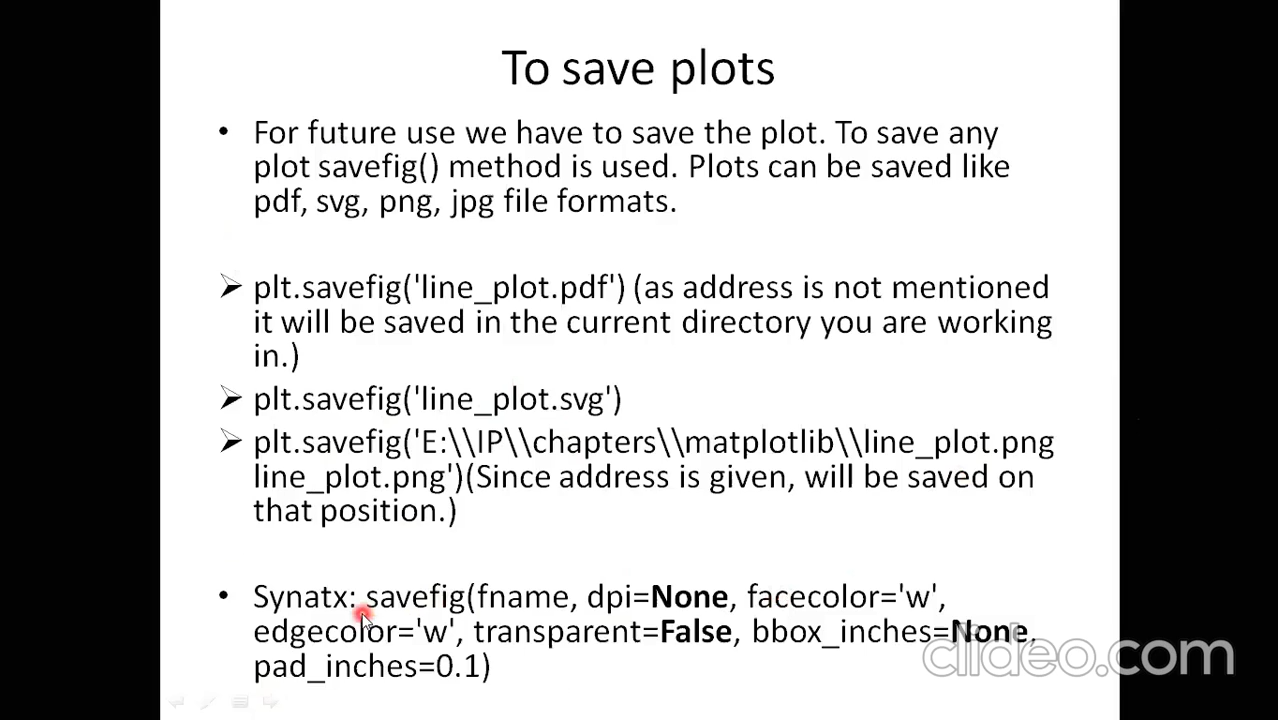 To save plots
• For future use we have to save the plot. To save any
plot savefig() method is used. Plots can be saved like
pdf, svg, png, jpg file formats.
➢ plt.savefig('line_plot.pdf') (as address is not mentioned
it will be saved in the current directory you are working
in.)
➢ plt.savefig('line_plot.svg')
➢ plt.savefig('E:\\IP\\chapters\\matplotlib\\line_plot.png
line_plot.png')(Since address is given, will be saved on
that position.)
• Synatx: savefig(fname, dpi=None, facecolor='w',
edgecolor='w', transparent=False, bbox_inches=None,
pad_inches=0.1)
clideo.com